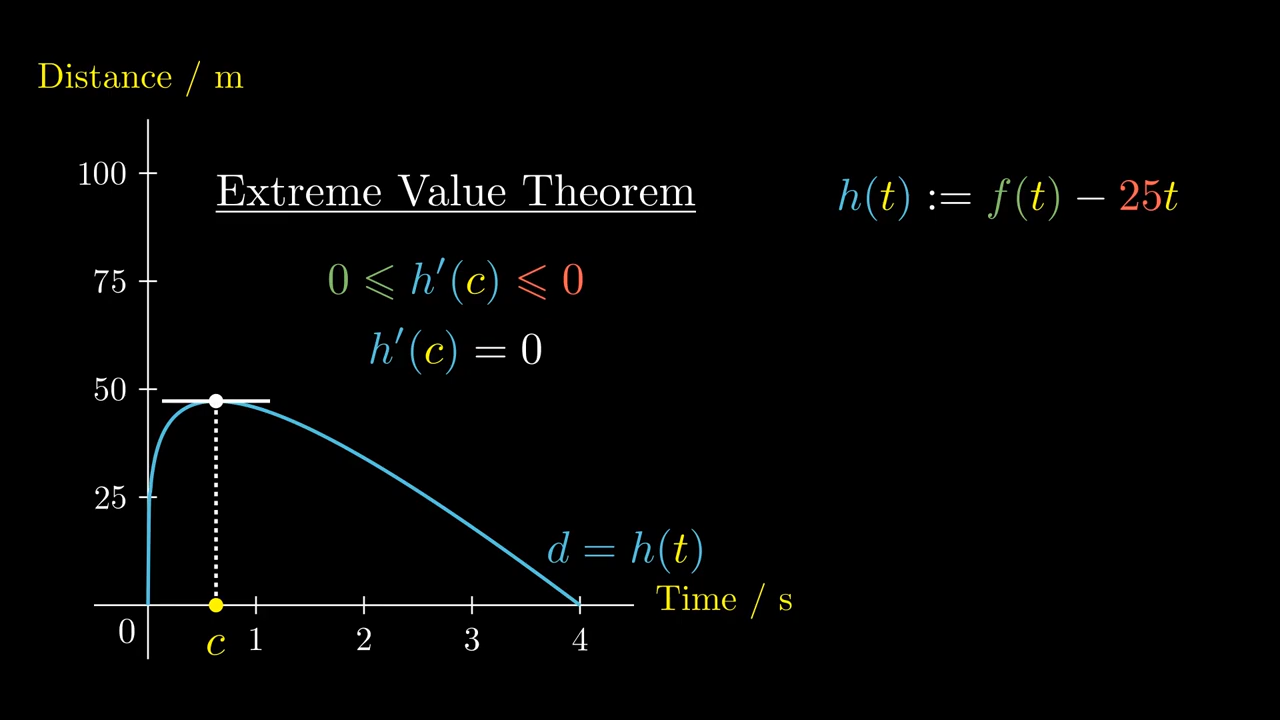 Distance / m
100
Extreme Value Theorem
h(t) := f(t) − 25t
75
0 ⩽ h′(c) ⩽ 0
h′(c) = 0
50
25
d = h(t)
Time / s
0
c
1
2
3
4